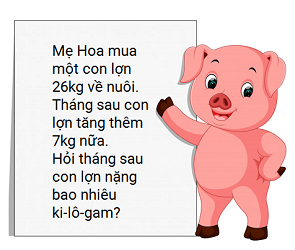 Mẹ Hoa mua
một con lợn
26kg về nuôi.
Tháng sau con
lợn tăng thêm
7kg nữa.
Hỏi tháng sau
con lợn nặng
bao nhiêu
ki-lô-gam?